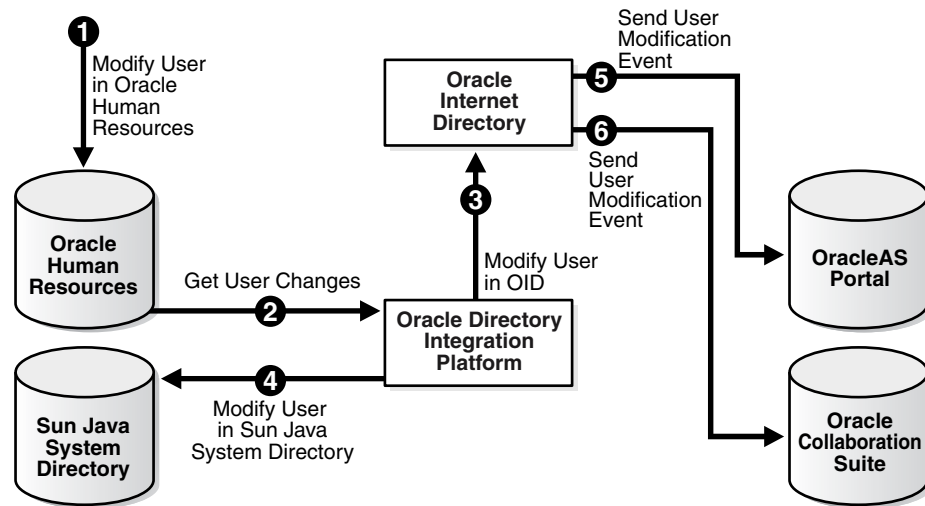 1
Modify User
in Oracle
Human
Resources
Oracle
Human
Resources
Get User Changes
2
Oracle Directory
Integration
Platform
3
Modify User
in OID
Oracle
Internet
Directory
4
Modify User
in Sun Java
System Directory
Sun Java
System
Directory
Send User
Modification
Event
5
6
Send
User
Modification
Event
OracleAS
Portal
Oracle
Collaboration
Suite